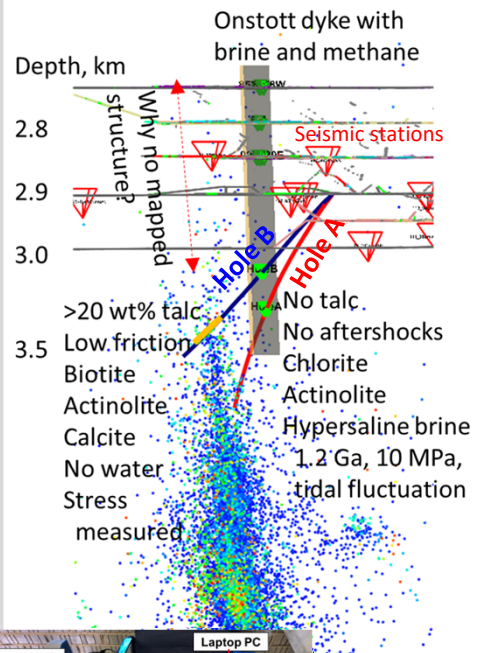 Onstott dyke with
brine and methane
Depth, km
2.8
2.9
3.0
3.5
Why no mapped
structure?
Seismic stations
Hole B
Hole A
>20 wt% talc
Low friction
Biotite
Actinolite
Calcite
No water
Stress
measured
No talc
No aftershocks
Chlorite
Actinolite
Hypersaline brine
1.2 Ga, 10 MPa,
tidal fluctuation
Laptop PC